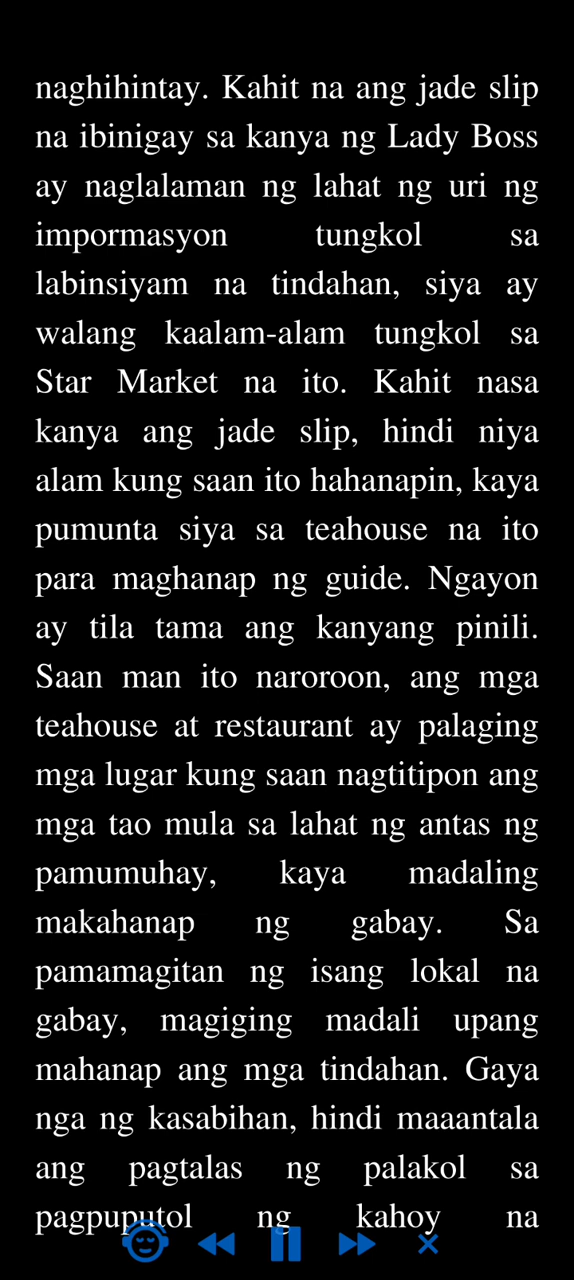 naghihintay. Kahit na ang jade slip
na ibinigay sa kanya ng Lady Boss
ay naglalaman ng lahat ng uri ng
impormasyon tungkol sa
labinsiyam na tindahan, siya ay
walang kaalam-alam tungkol sa
Star Market na ito. Kahit nasa
kanya ang jade slip, hindi niya
alam kung saan ito hahanapin, kaya
pumunta siya sa teahouse na ito
para maghanap ng guide. Ngayon
ay tila tama ang kanyang pinili.
Saan man ito naroroon, ang mga
teahouse at restaurant ay palaging
mga lugar kung saan nagtitipon ang
mga tao mula sa lahat ng antas ng
pamumuhay, kaya madaling
makahanap ng gabay. Sa
pamamagitan ng isang lokal na
gabay, magiging madali upang
mahanap ang mga tindahan. Gaya
nga ng kasabihan, hindi maaantala
ang pagtalas ng palakol sa
pagpuputol ng kahoy na